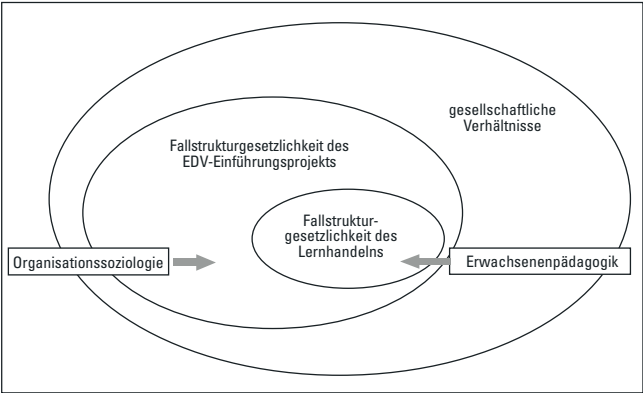 gesellschaftliche
Verhältnisse
Fallstrukturgesetzlichkeit des
EDV-Einführungsprojekts
Fallstruktur-
gesetzlichkeit des
Lernhandelns
Organisationssoziologie
Erwachsenenpädagogik